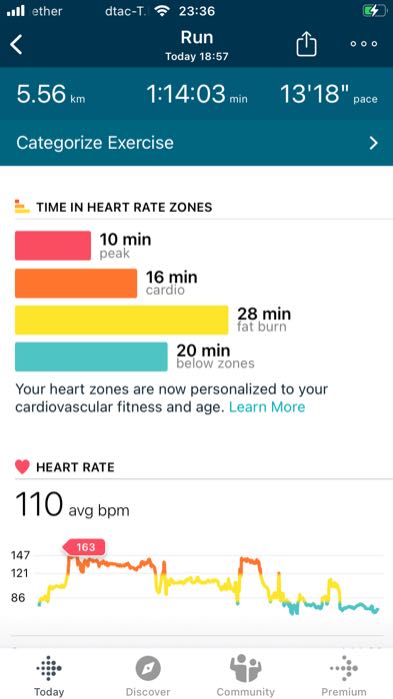 ether dtac-T. 23:36
Run
Today 18:57
5.56 km 1:14:03 min 13'18" pace
Categorize Exercise
TIME IN HEART RATE ZONES
10 min
peak
16 min
cardio
28 min
fat burn
20 min
below zones
Your heart zones are now personalized to your
cardiovascular fitness and age. Learn More
HEART RATE
110 avg bpm
163
147
121
86
Today Discover Community Premium